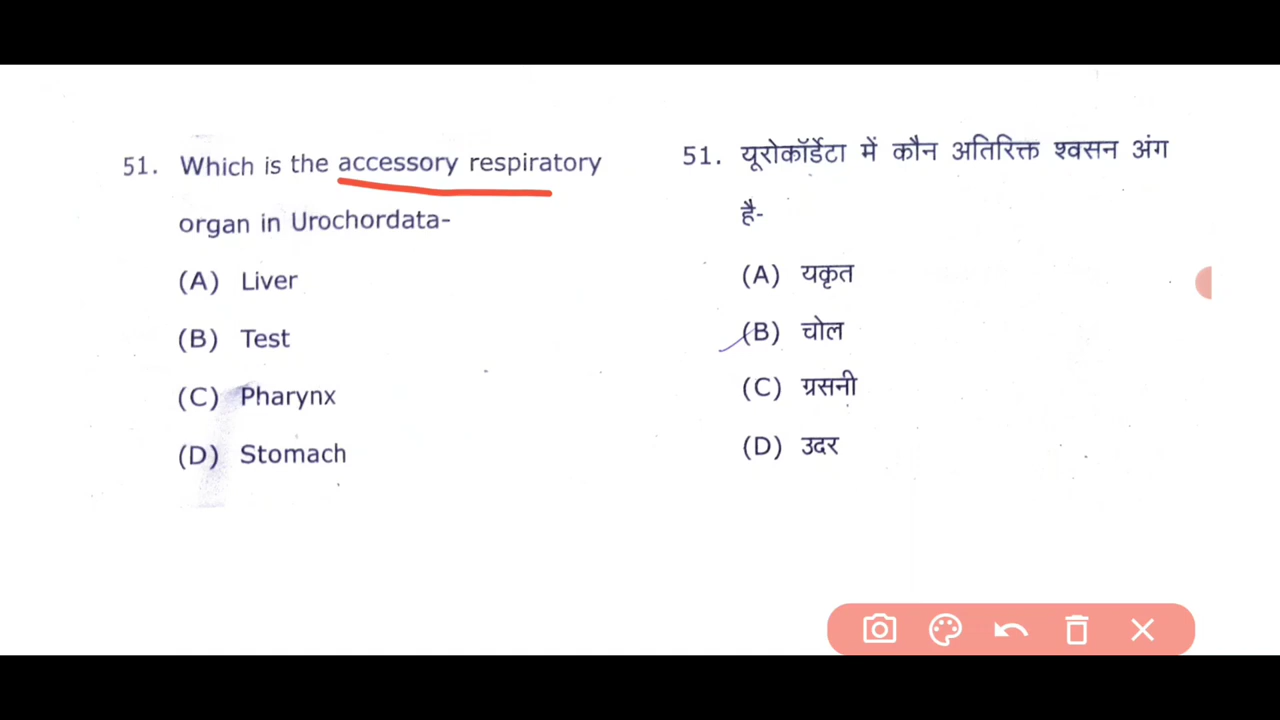 51. Which is the accessory respiratory
organ in Urochordata-
(A) Liver
(B) Test
(C) Pharynx
(D) Stomach
51. यूरोकॉर्डेटा में कौन अतिरिक्त श्वसन अंग
है-
(A) यकृत
(B) चोल
(C) ग्रसनी
(D) उदर